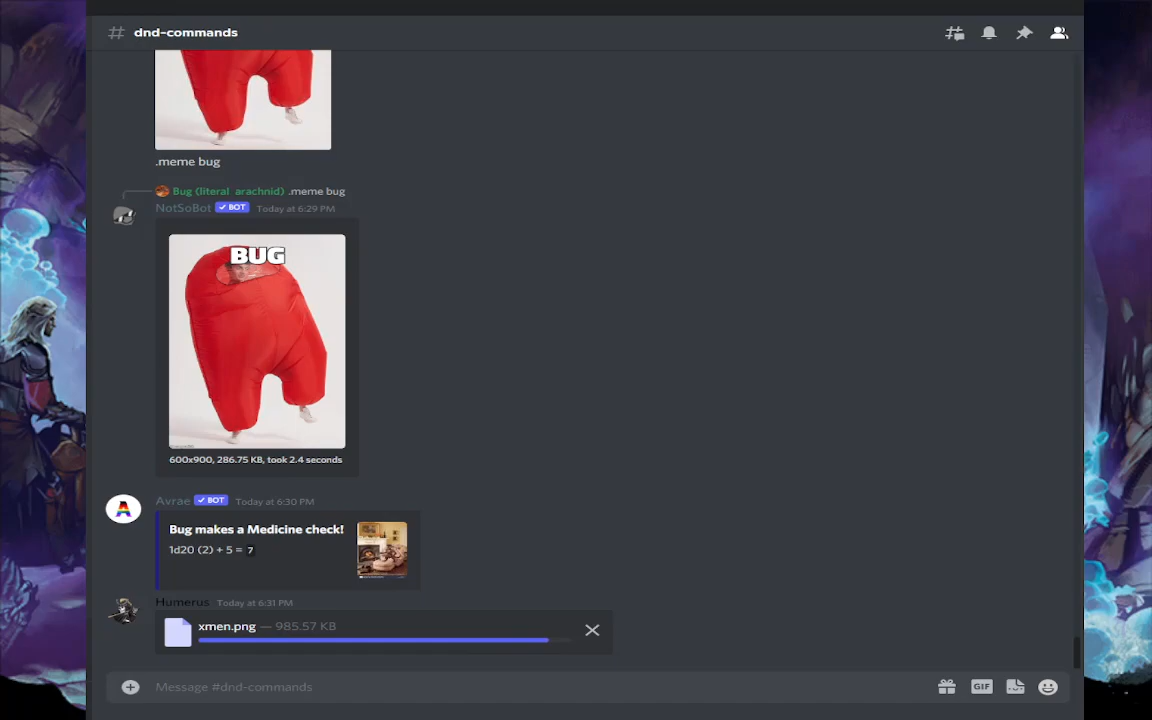 dnd-commands
.meme bug
Bug (literal arachnid) .meme bug
NotSoBot ✓ BOT Today at 6:29 PM
BUG
600x900, 286.75 KB, took 2.4 seconds
A
Avrae ✓ BOT Today at 6:30 PM
Bug makes a Medicine check!
1d20 (2) + 5 = 7
Humerus Today at 6:31 PM
xmen.png — 985.57 KB
Message #dnd-commands
GIF